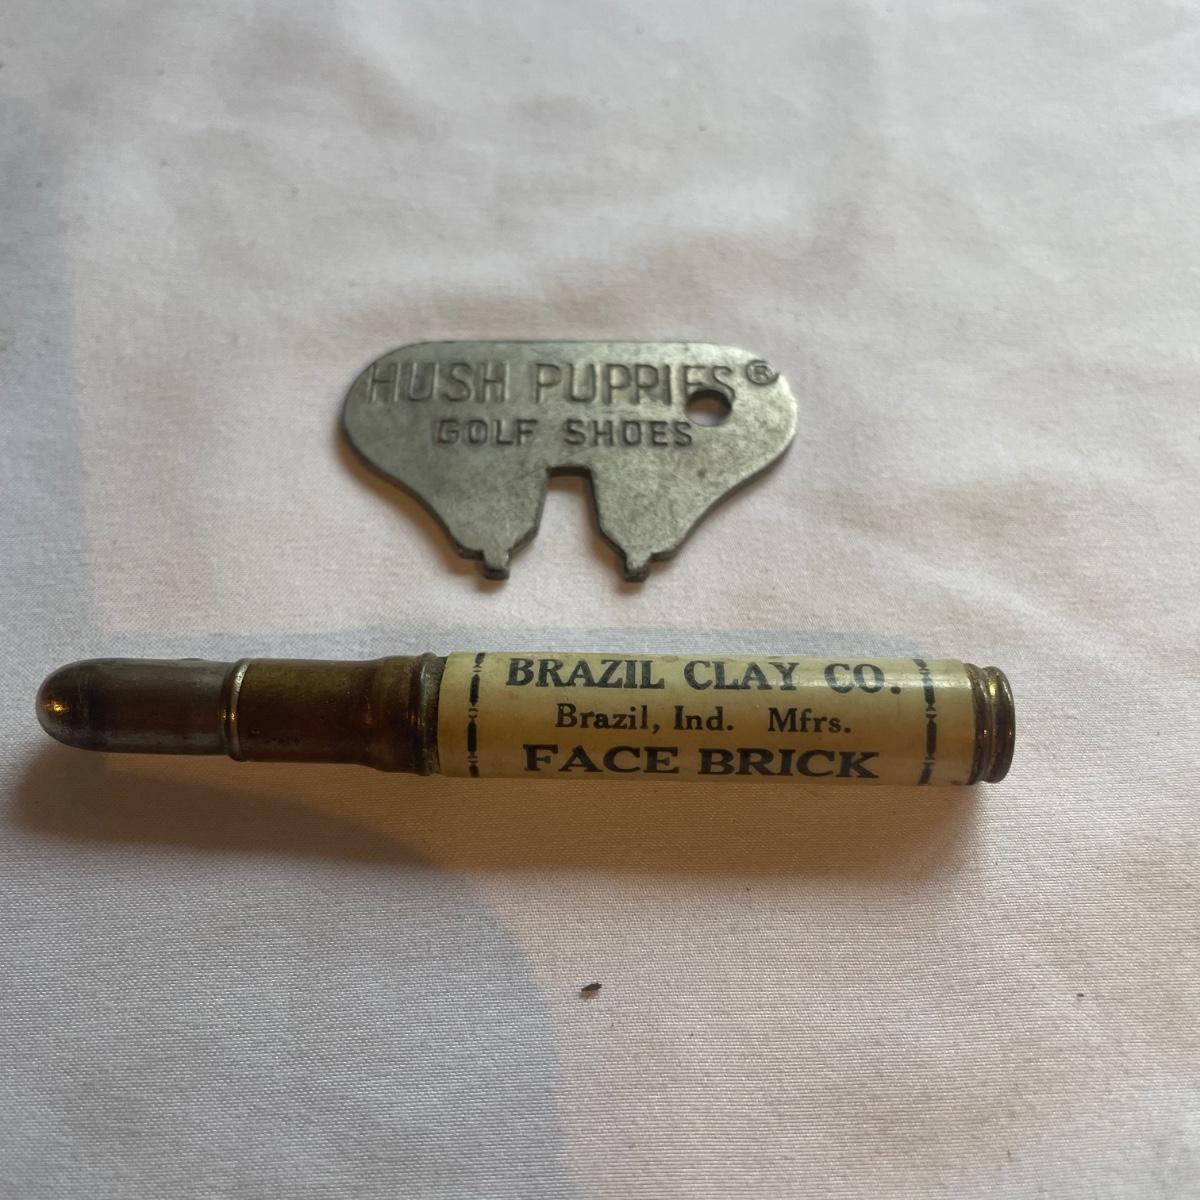 HUSH PUPPIES®
GOLF SHOES
BRAZIL CLAY CO.
Brazil, Ind. Mfrs.
FACE BRICK